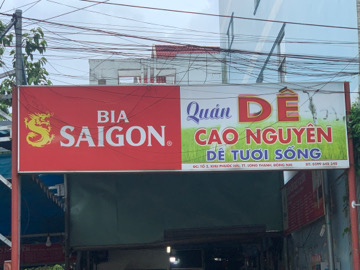 BIA
SAIGON
Quán DÊ
CAO NGUYÊN
DÊ TƯƠI SỐNG